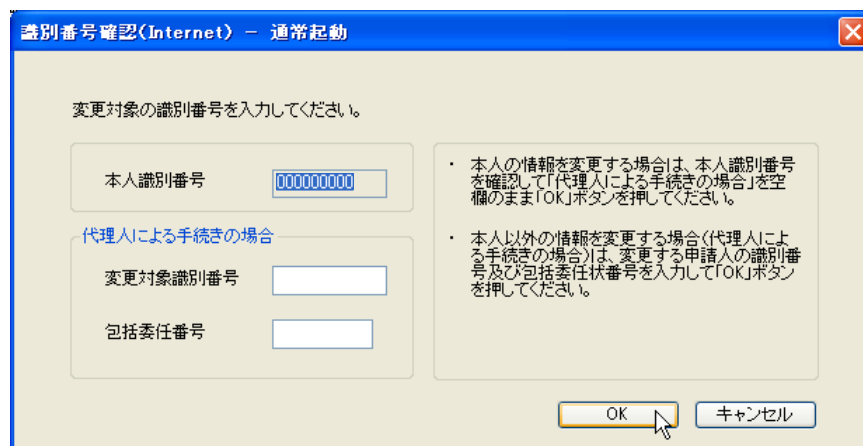 識別番号確認(Internet) － 通常起動
変更対象の識別番号を入力してください。
本人識別番号
000000000
代理人による手続きの場合
変更対象識別番号
包括委任番号
・ 本人の情報を変更する場合は、本人識別番号
を確認して「代理人による手続きの場合」を空
欄のまま「OK」ボタンを押してください。
・ 本人以外の情報を変更する場合(代理人によ
る手続きの場合)は、変更する申請人の識別番
号及び包括委任状番号を入力して「OK」ボタン
を押してください。
OK
キャンセル